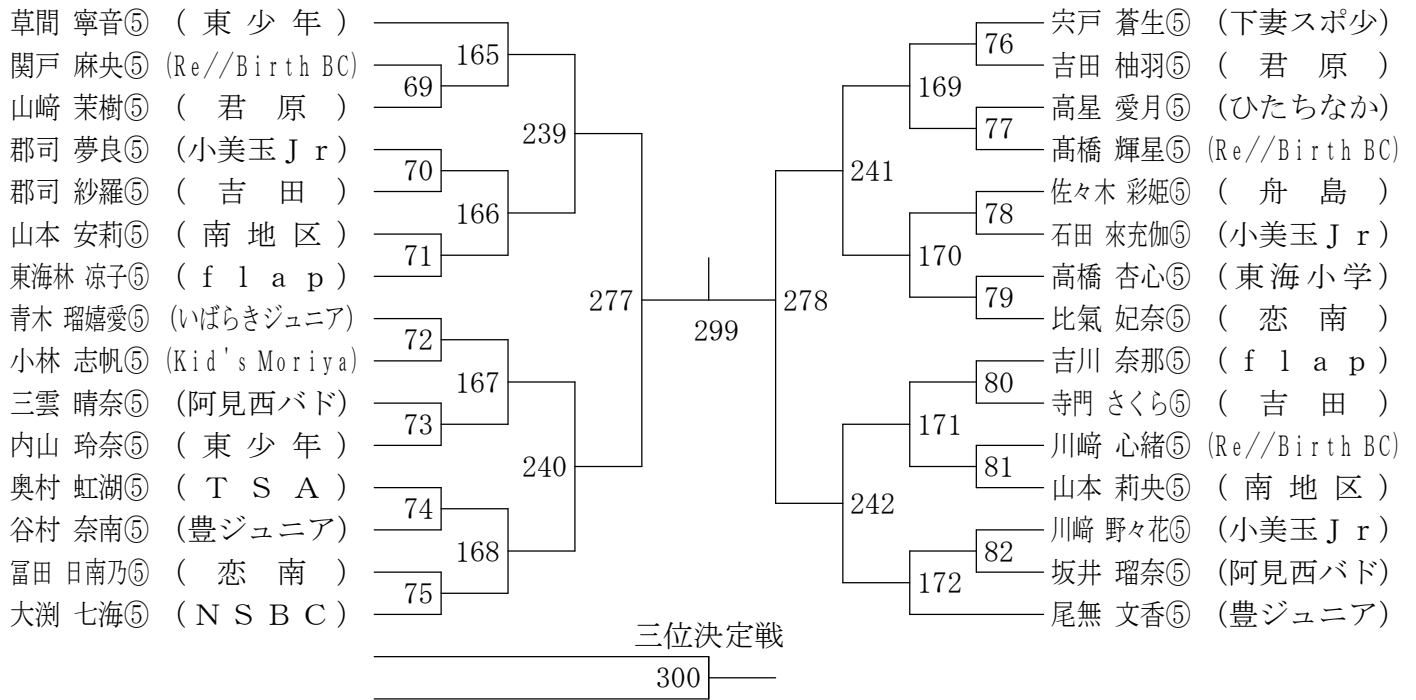 草間 寧音⑤ (東少年)
関戸 麻央⑤ (Re//Birth BC)
山﨑 茉樹⑤ (君原)
郡司 夢良⑤ (小美玉Jr)
郡司 紗羅⑤ (吉田)
山本 安莉⑤ (南地区)
東海林 凉子⑤ (flap)
青木 瑠嬉愛⑤ (いばらきジュニア)
小林 志帆⑤ (Kid's Moriya)
三雲 晴奈⑤ (阿見西バド)
内山 玲奈⑤ (東少年)
奥村 虹湖⑤ (TSA)
谷村 奈南⑤ (豊ジュニア)
冨田 日南乃⑤ (恋南)
大渕 七海⑤ (NSBC)
69
70
71
72
73
74
75
165
166
167
168
239
240
277
299
278
241
242
169
170
171
172
76
77
78
79
80
81
82
宍戸 蒼生⑤ (下妻スポ少)
吉田 柚羽⑤ (君原)
高星 愛月⑤ (ひたちなか)
髙橋 輝星⑤ (Re//Birth BC)
佐々木 彩姫⑤ (舟島)
石田 來充伽⑤ (小美玉Jr)
高橋 杏心⑤ (東海小学)
比氣 妃奈⑤ (恋南)
吉川 奈那⑤ (flap)
寺門 さくら⑤ (吉田)
川﨑 心緒⑤ (Re//Birth BC)
山本 莉央⑤ (南地区)
川﨑 野々花⑤ (小美玉Jr)
坂井 瑠奈⑤ (阿見西バド)
尾無 文香⑤ (豊ジュニア)
三位決定戦
300